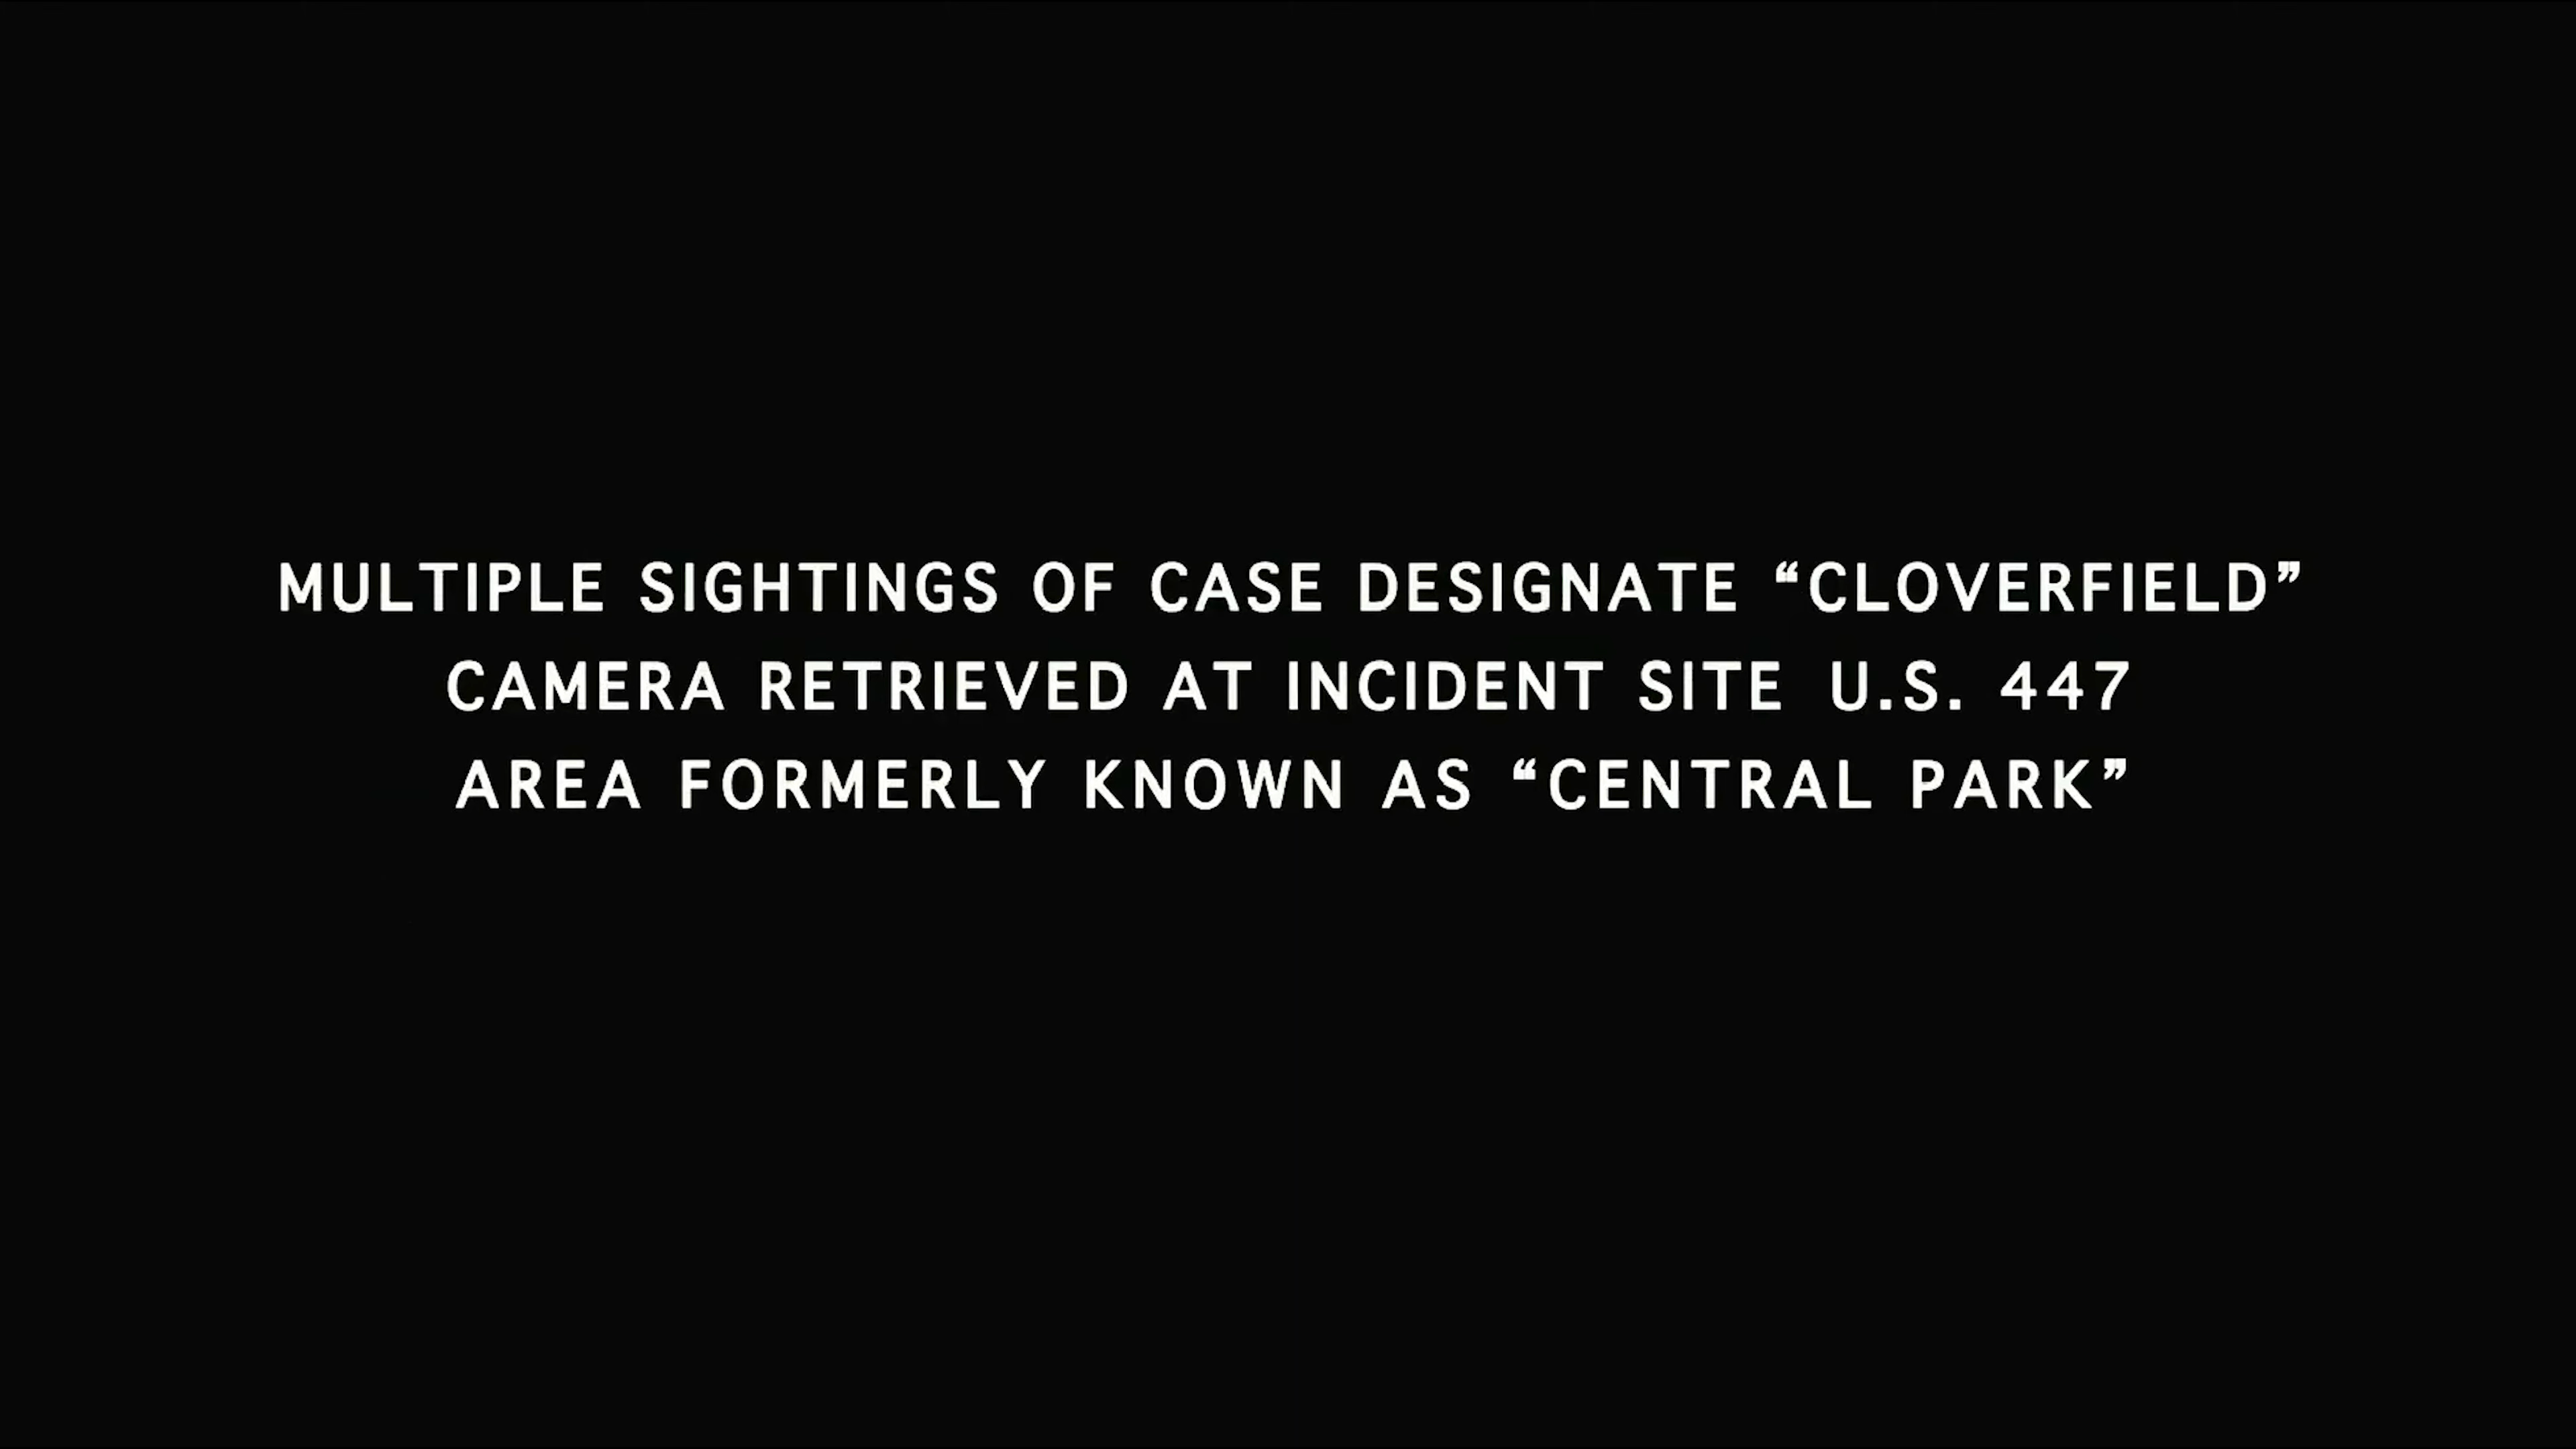 MULTIPLE SIGHTINGS OF CASE DESIGNATE “CLOVERFIELD”
CAMERA RETRIEVED AT INCIDENT SITE U.S. 447
AREA FORMERLY KNOWN AS “CENTRAL PARK”